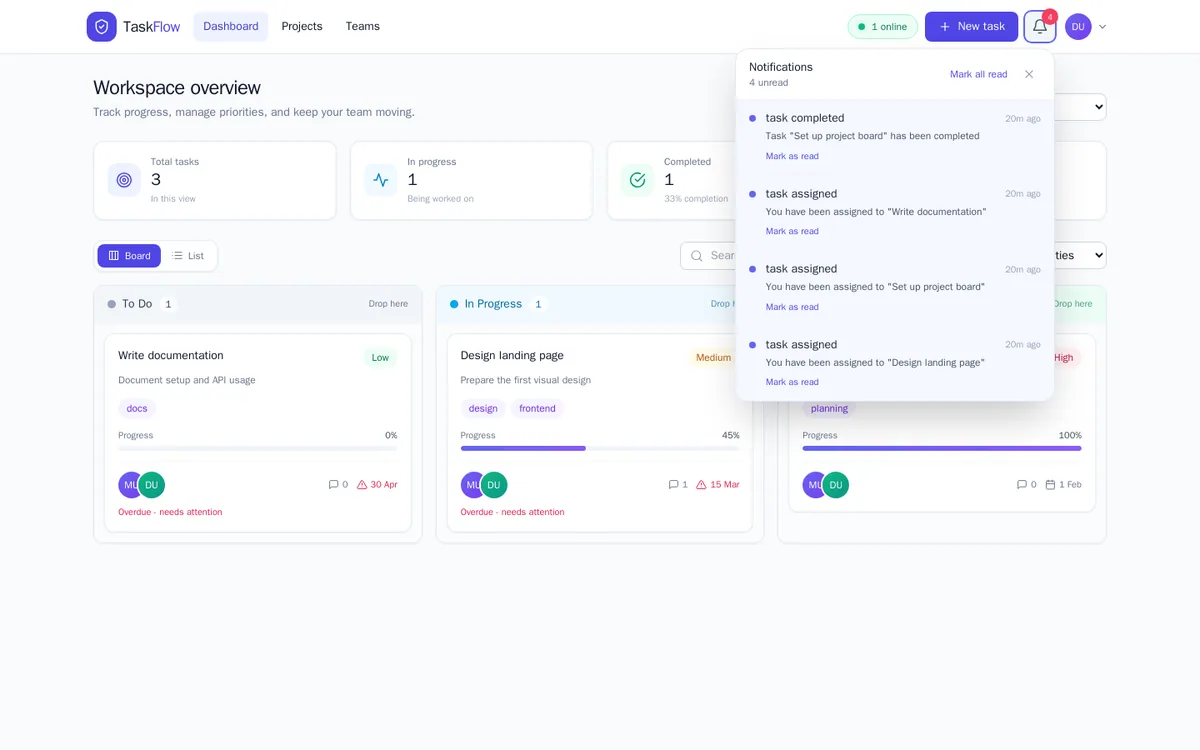 TaskFlow Dashboard Projects Teams 1 online + New task 4 DU
Workspace overview
Track progress, manage priorities, and keep your team moving.
Notifications Mark all read
4 unread
task completed 20m ago
Task "Set up project board" has been completed
Mark as read
task assigned 20m ago
You have been assigned to "Write documentation"
Mark as read
task assigned 20m ago
You have been assigned to "Set up project board"
Mark as read
task assigned 20m ago
You have been assigned to "Design landing page"
Mark as read
Total tasks
3
In this view
In progress
1
Being worked on
Completed
1
33% completion
Board List
To Do 1 Drop here
Write documentation Low
Document setup and API usage
docs
Progress 0%
DU 0 30 Apr
Overdue - needs attention
In Progress 1 Drop
Design landing page Medium
Prepare the first visual design
design frontend
Progress 45%
DU 1 15 Mar
Overdue - needs attention
Drop here
High
planning
Progress 100%
DU 0 1 Feb